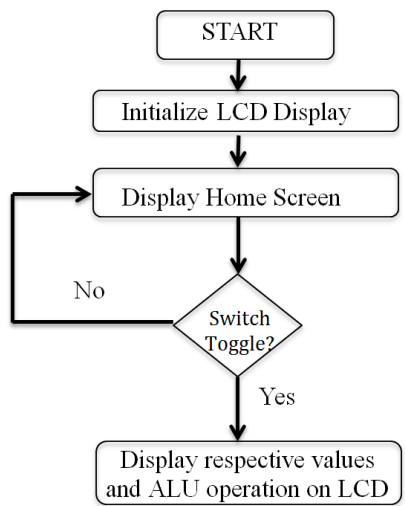 START
Initialize LCD Display
Display Home Screen
No
Switch
Toggle?
Yes
Display respective values
and ALU operation on LCD